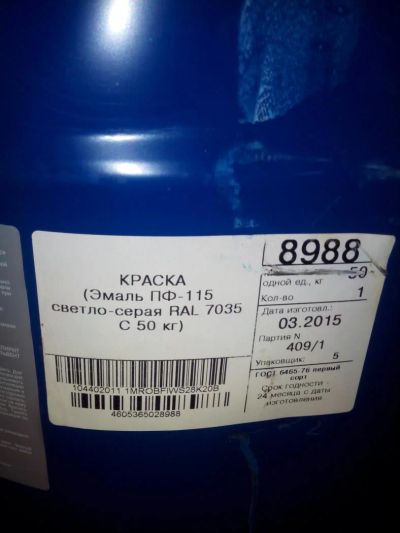 КРАСКА
(Эмаль ПФ-115
светло-серая RAL 7035
С 50 кг)
104402011 1MROBFIWS28K20B
4605365028988
8988
50
одной ед., кг
Кол-во 1
Дата изготовл.:
03.2015
Партия N
409/1
Упаковщик: 5
ГОСТ 6465-76 первый
сорт
Срок годности -
24 месяца с даты
изготовления